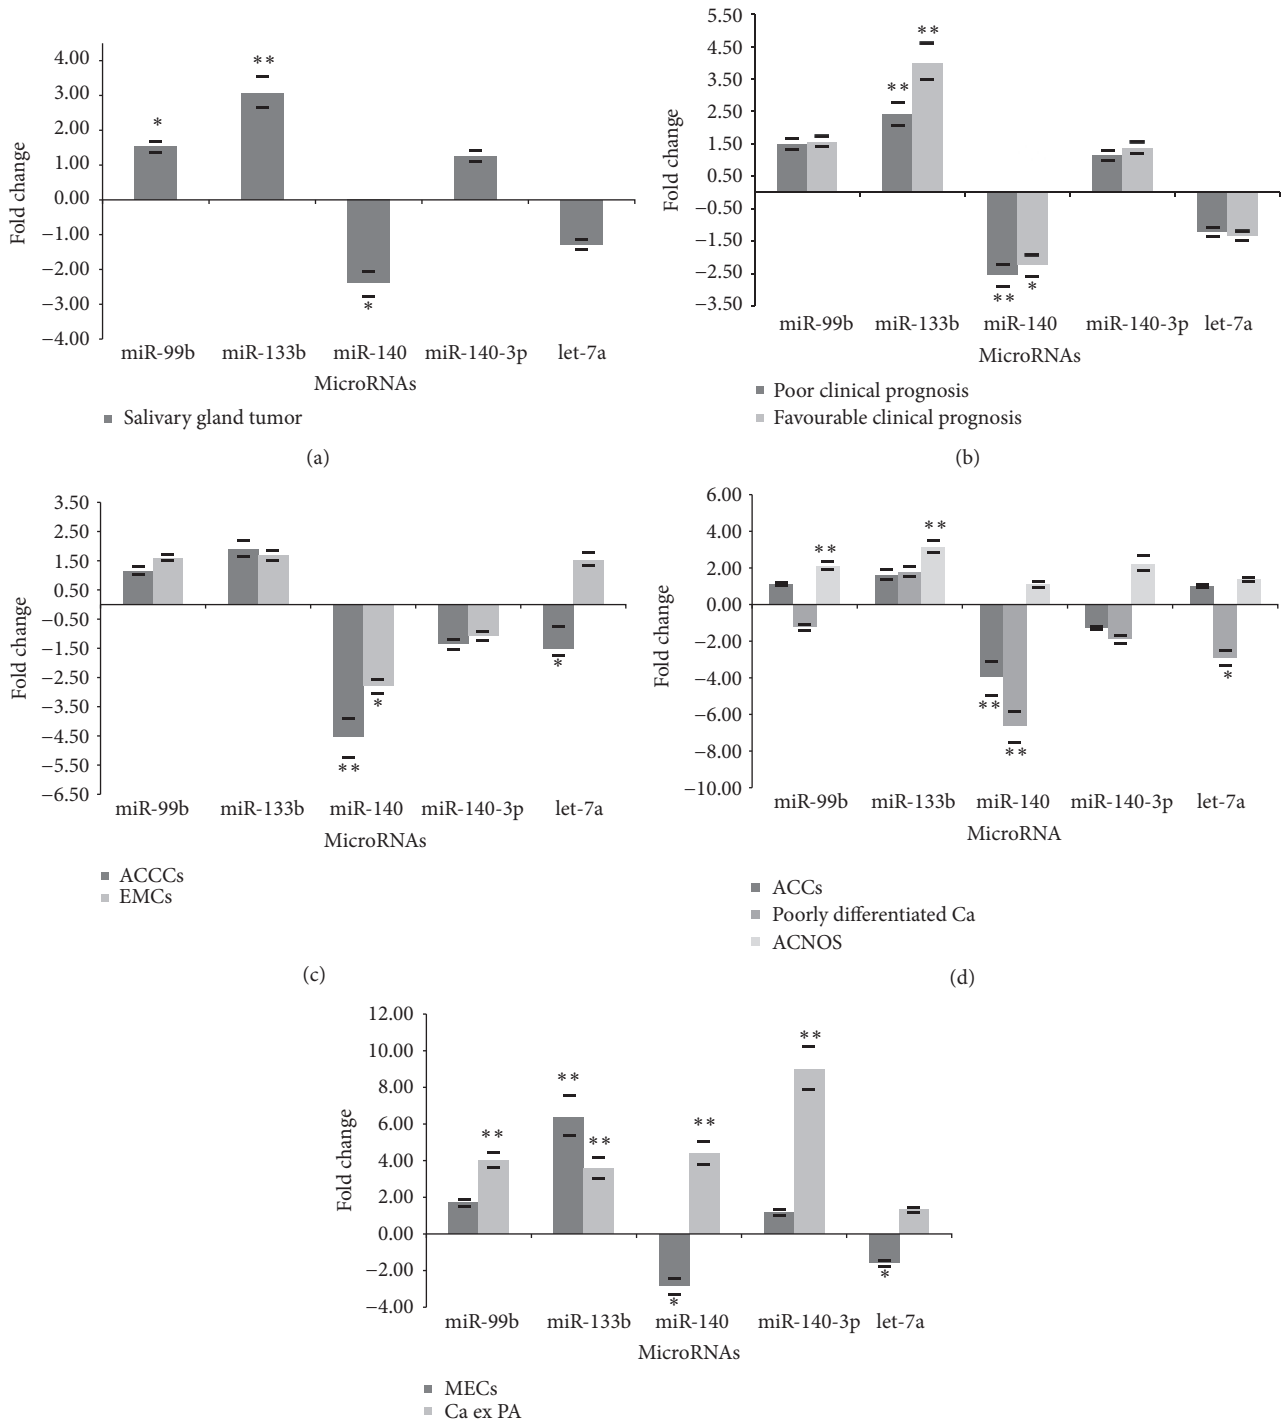 4.00
3.00
2.00
1.00
0.00
−1.00
−2.00
−3.00
−4.00
Fold change
*
**
*
miR-99b miR-133b miR-140 miR-140-3p let-7a
MicroRNAs
Salivary gland tumor
(a)
5.50
4.50
3.50
2.50
1.50
0.50
−0.50
−1.50
−2.50
−3.50
Fold change
**
**
**
*
miR-99b miR-133b miR-140 miR-140-3p let-7a
MicroRNAs
Poor clinical prognosis
Favourable clinical prognosis
(b)
3.50
2.50
1.50
0.50
−0.50
−1.50
−2.50
−3.50
−4.50
−5.50
−6.50
Fold change
**
*
*
miR-99b miR-133b miR-140 miR-140-3p let-7a
MicroRNAs
ACCCs
EMCs
(c)
6.00
4.00
2.00
0.00
−2.00
−4.00
−6.00
−8.00
−10.00
Fold change
**
**
**
**
*
miR-99b miR-133b miR-140 miR-140-3p let-7a
MicroRNA
ACCs
Poorly differentiated Ca
ACNOS
(d)
12.00
10.00
8.00
6.00
4.00
2.00
0.00
−2.00
−4.00
Fold change
**
**
**
*
**
**
*
miR-99b miR-133b miR-140 miR-140-3p let-7a
MicroRNAs
MECs
Ca ex PA